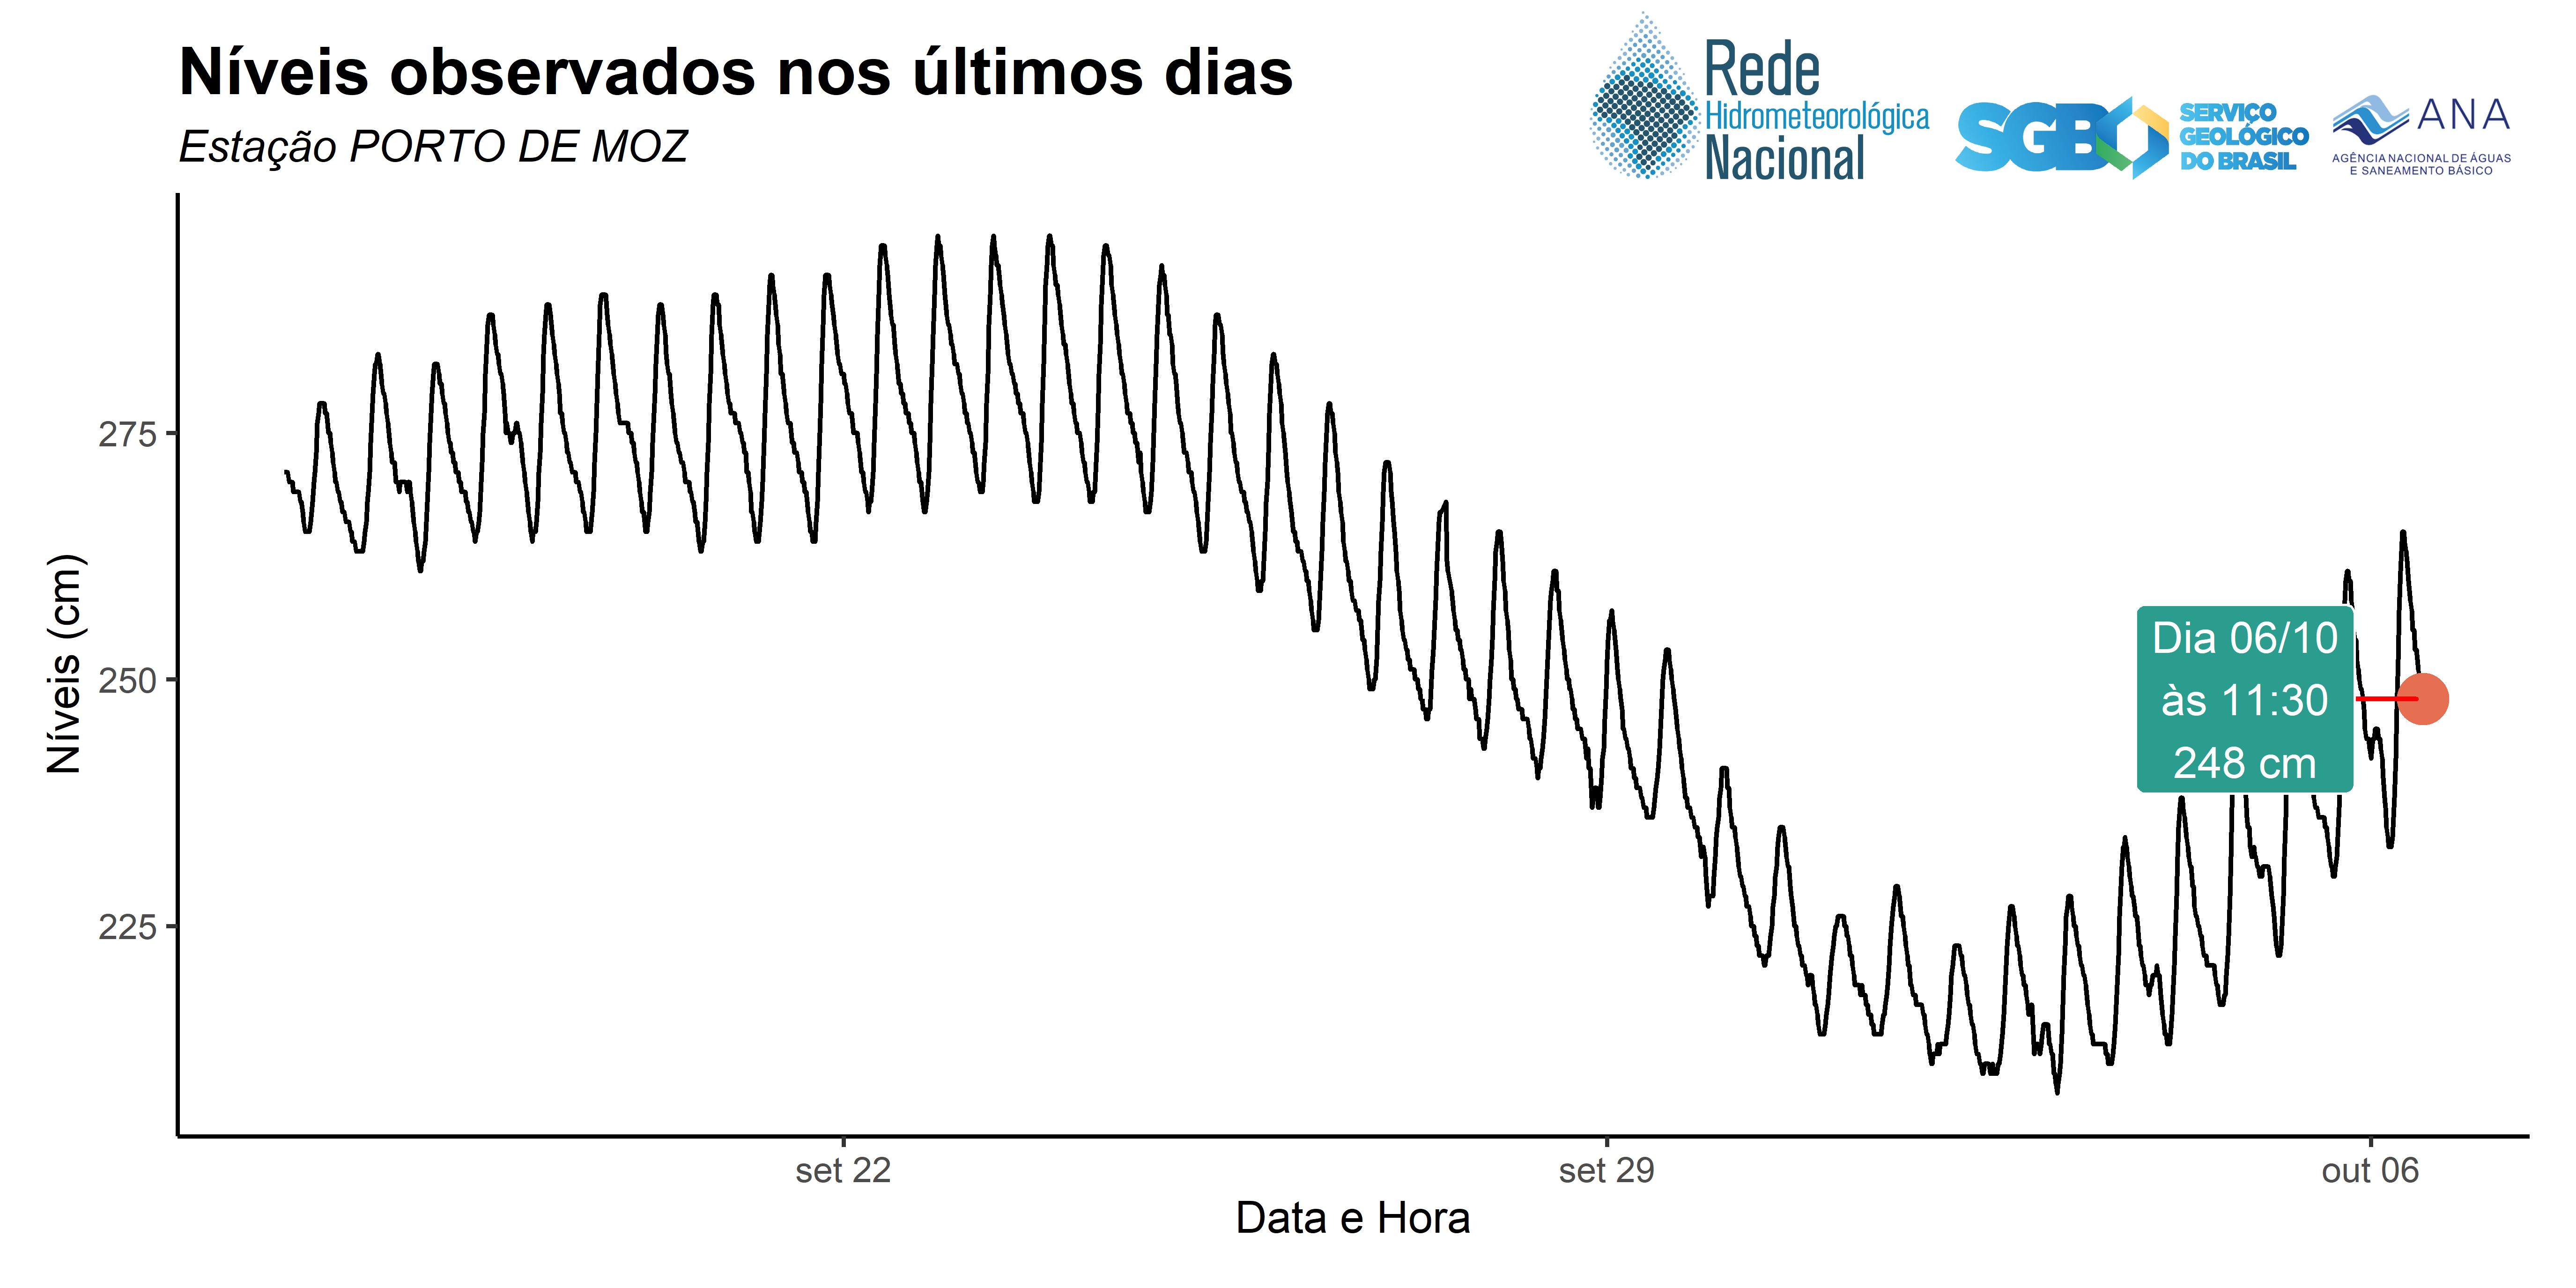 Níveis observados nos últimos dias
Estação PORTO DE MOZ
Rede
Hidrometeorológica
Nacional
SGB
SERVIÇO
GEOLÓGICO
DO BRASIL
ANA
AGÊNCIA NACIONAL DE ÁGUAS
E SANEAMENTO BÁSICO
Níveis (cm)
275
250
225
Dia 06/10
às 11:30
248 cm
set 22
set 29
out 06
Data e Hora